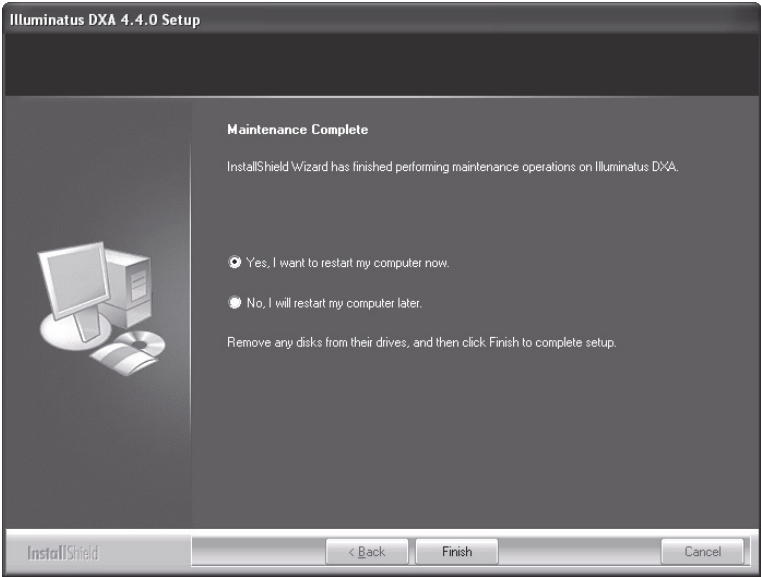 Illuminatus DXA 4.4.0 Setup
Maintenance Complete
InstallShield Wizard has finished performing maintenance operations on Illuminatus DXA.
Yes, I want to restart my computer now.
No, I will restart my computer later.
Remove any disks from their drives, and then click Finish to complete setup.
InstallShield
< Back
Finish
Cancel